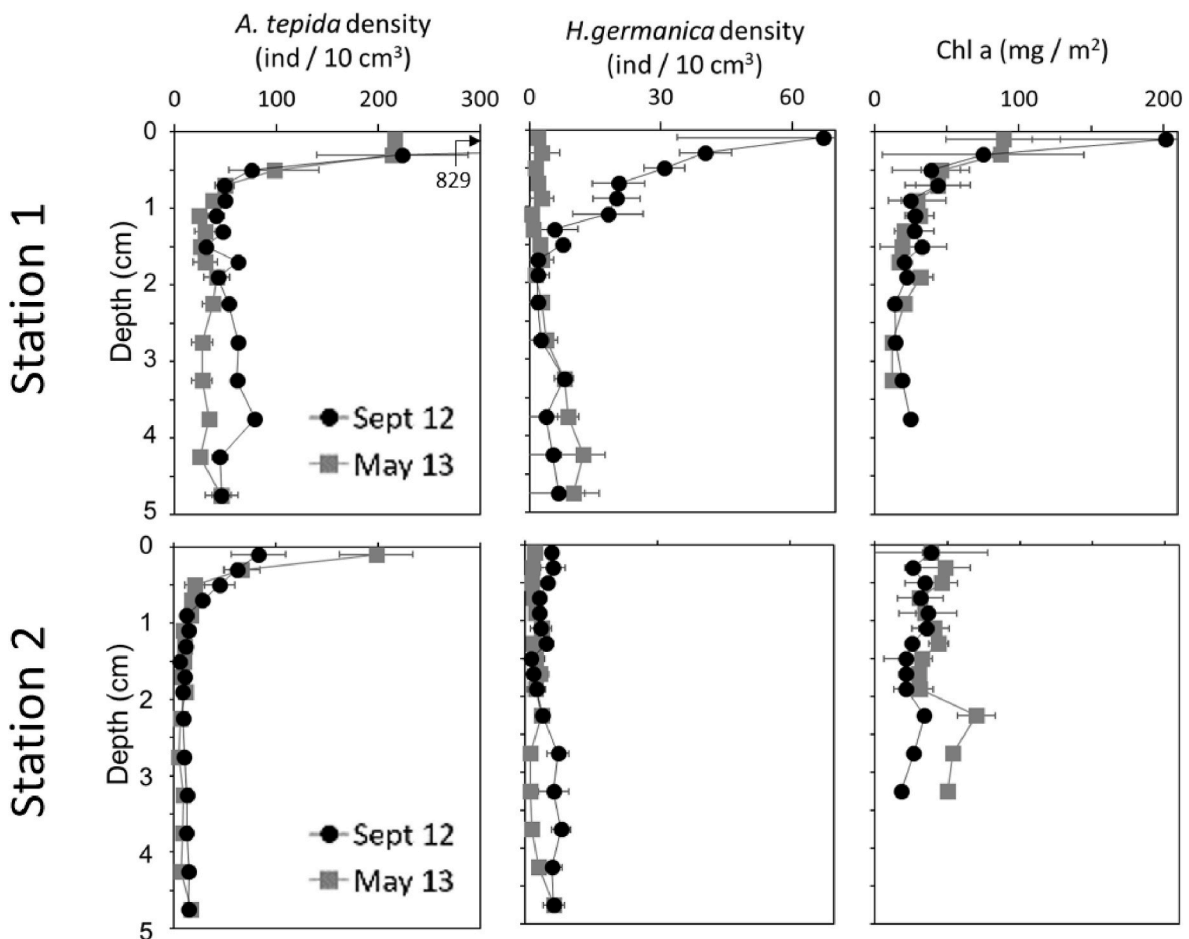 A. tepida density
(ind / 10 cm³)
H.germanica density
(ind / 10 cm³)
Chl a (mg / m²)
0 100 200 300
0 30 60
0 100 200
Station 1
Depth (cm)
0
1
2
3
4
5
829
Sept 12
May 13
Station 2
Depth (cm)
0
1
2
3
4
5
Sept 12
May 13